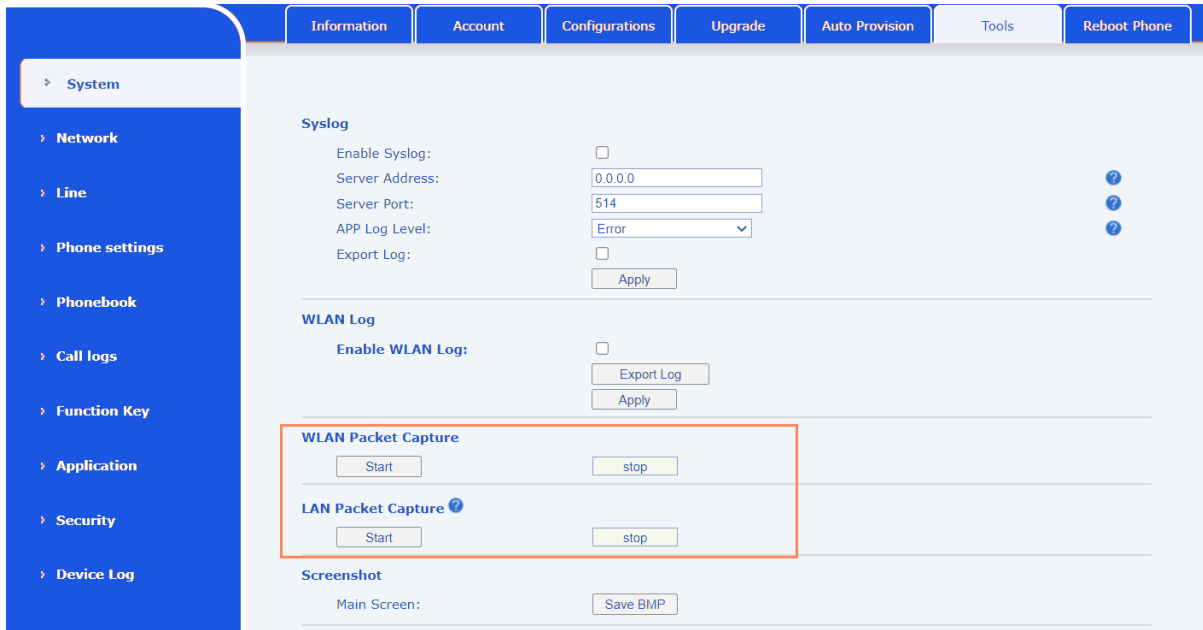 Information Account Configurations Upgrade Auto Provision Tools Reboot Phone
System
Network
Line
Phone settings
Phonebook
Call logs
Function Key
Application
Security
Device Log
Syslog
Enable Syslog:
Server Address: 0.0.0.0 ?
Server Port: 514 ?
APP Log Level: Error ?
Export Log:
Apply
WLAN Log
Enable WLAN Log:
Export Log
Apply
WLAN Packet Capture
Start stop
LAN Packet Capture ?
Start stop
Screenshot
Main Screen: Save BMP